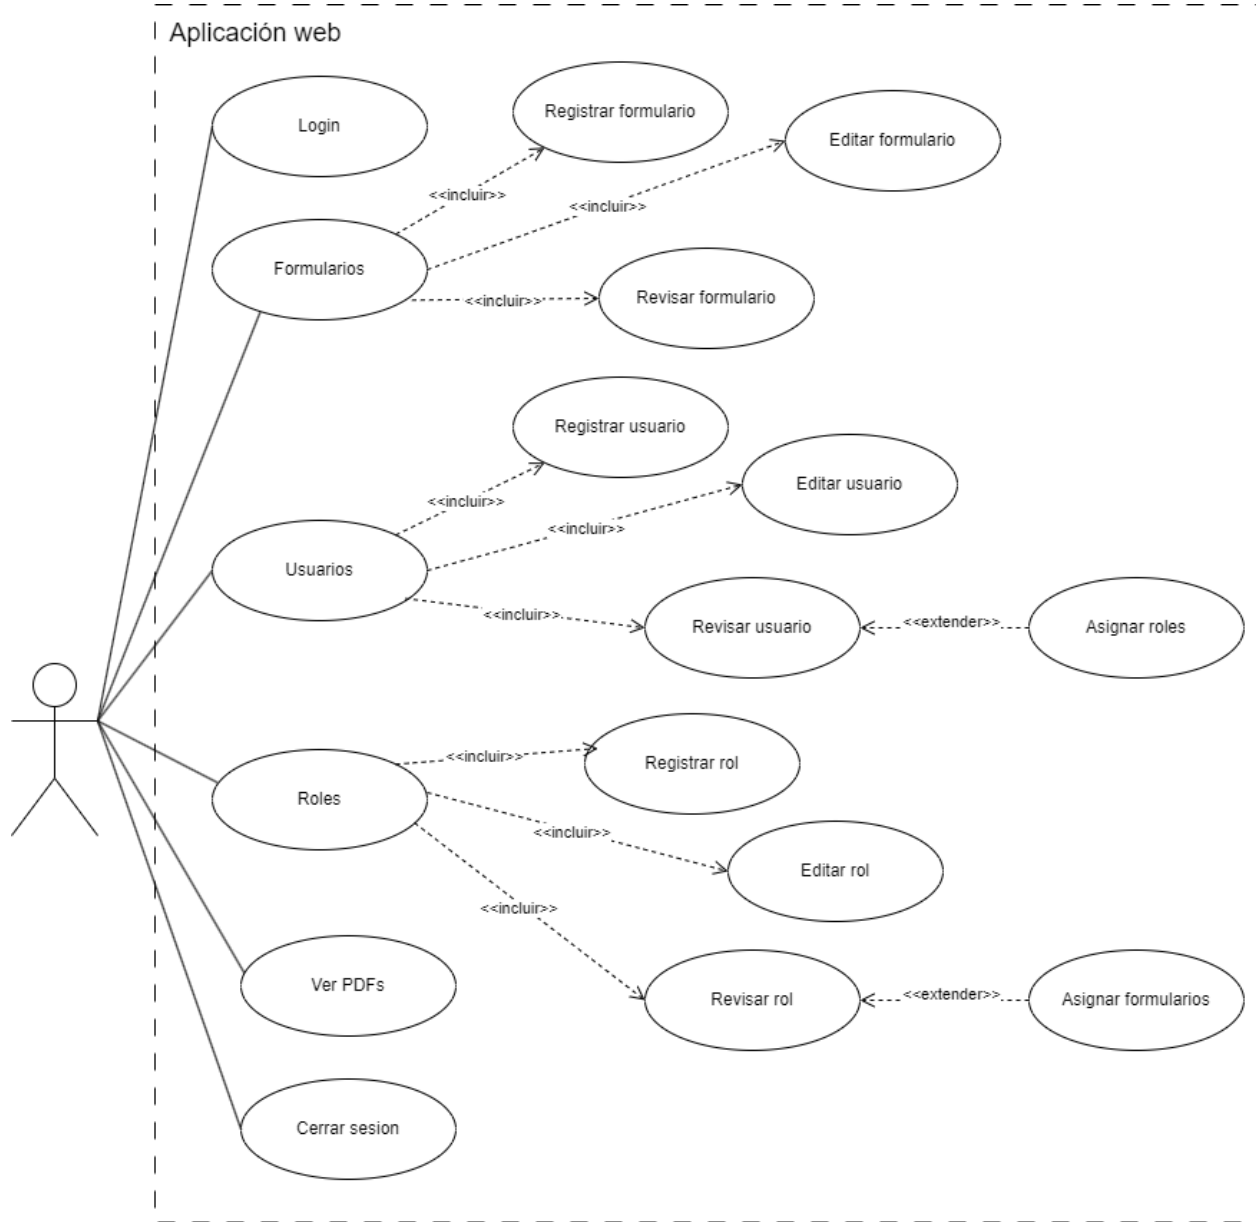 Aplicación web
Login
Registrar formulario
Editar formulario
<<incluir>>
<<incluir>>
Formularios
<<incluir>>
Revisar formulario
Registrar usuario
Editar usuario
<<incluir>>
<<incluir>>
Usuarios
<<incluir>>
Revisar usuario
<<extender>>
Asignar roles
<<incluir>>
Registrar rol
Roles
<<incluir>>
Editar rol
<<incluir>>
Ver PDFs
Revisar rol
<<extender>>
Asignar formularios
Cerrar sesion